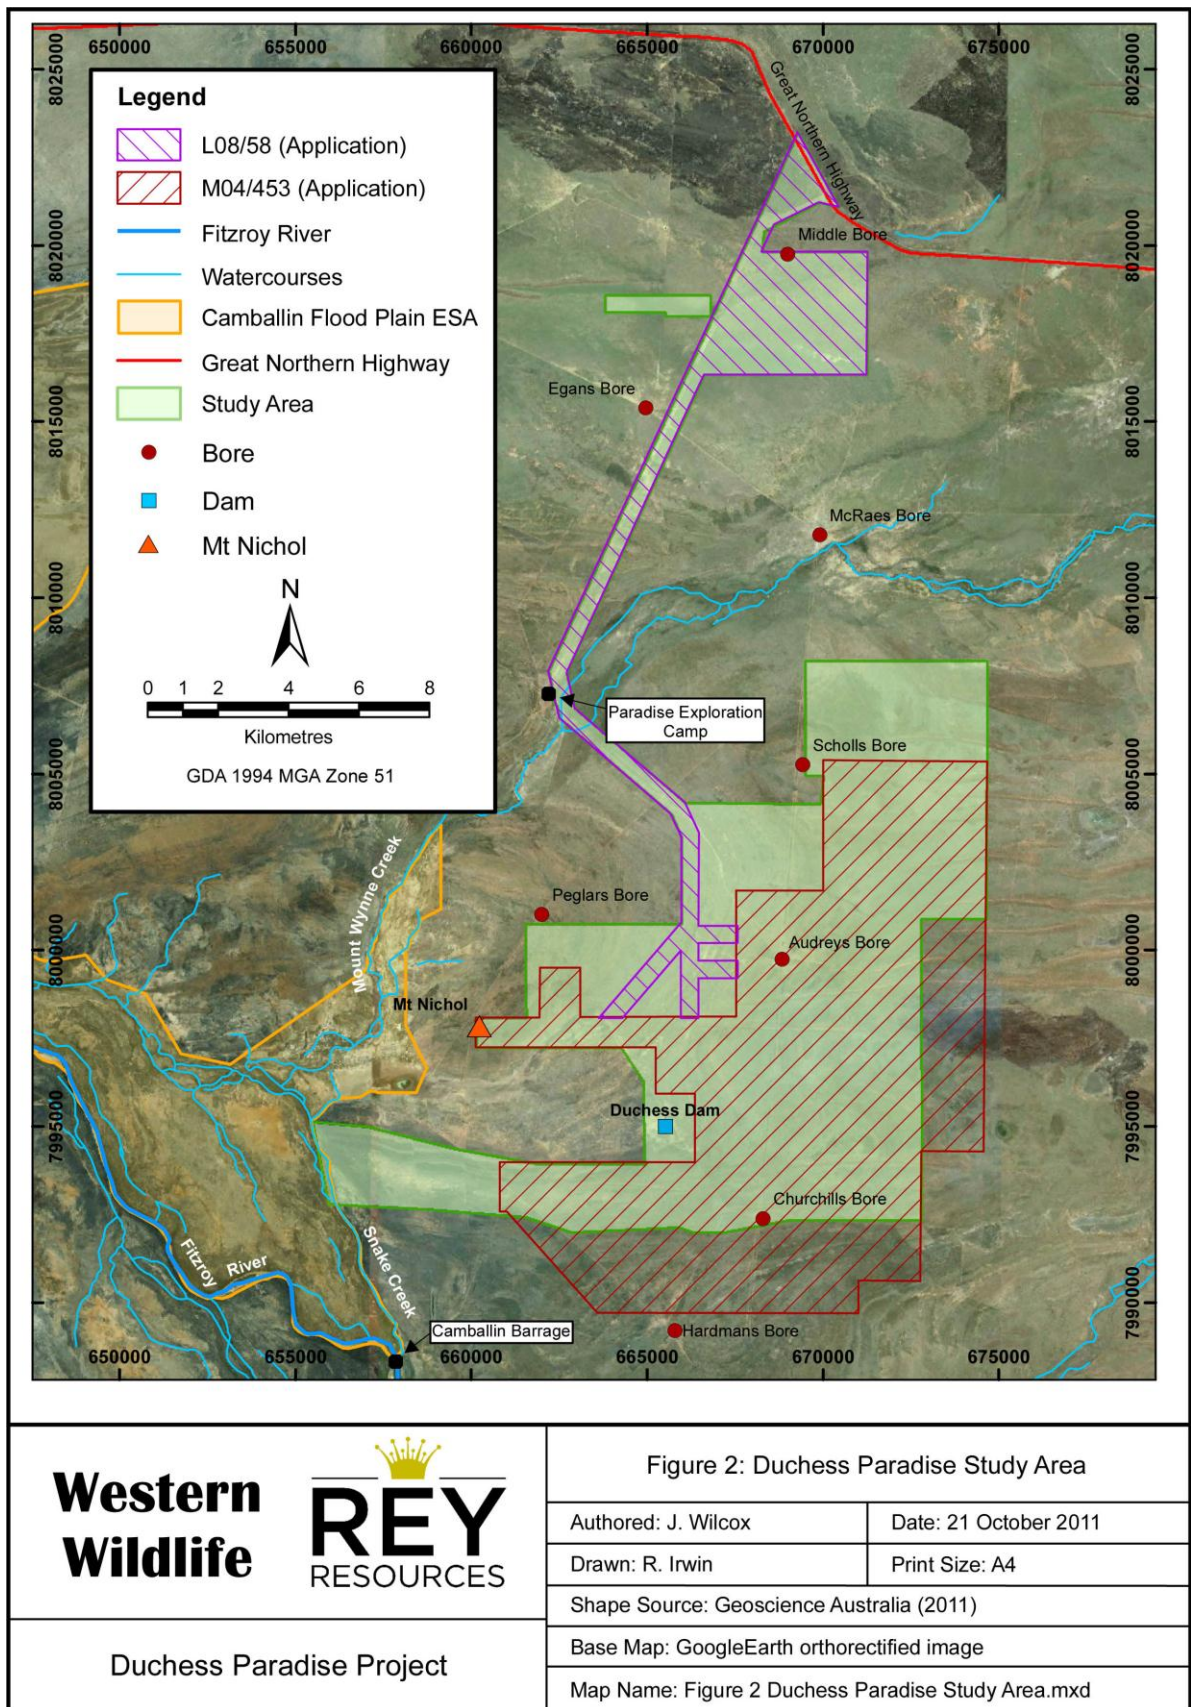 650000
655000
660000
665000
670000
675000
8025000
8025000
Legend
L08/58 (Application)
M04/453 (Application)
Fitzroy River
Watercourses
Camballin Flood Plain ESA
Great Northern Highway
Study Area
Bore
Dam
Mt Nichol
N
0 1 2 4 6 8
Kilometres
GDA 1994 MGA Zone 51
Great Northern Highway
Middle Bore
8020000
8020000
Egans Bore
8015000
8015000
McRaes Bore
8010000
8010000
Paradise Exploration
Camp
Scholls Bore
8005000
8005000
Mount Wynne Creek
Peglars Bore
Audreys Bore
8000000
8000000
Mt Nichol
Duchess Dam
7995000
7995000
Churchills Bore
Snake Creek
Fitzroy River
Camballin Barrage
Hardmans Bore
7990000
650000
655000
660000
665000
670000
675000
Western
Wildlife
REY
RESOURCES
Duchess Paradise Project
Figure 2: Duchess Paradise Study Area
Authored: J. Wilcox
Date: 21 October 2011
Drawn: R. Irwin
Print Size: A4
Shape Source: Geoscience Australia (2011)
Base Map: GoogleEarth orthorectified image
Map Name: Figure 2 Duchess Paradise Study Area.mxd